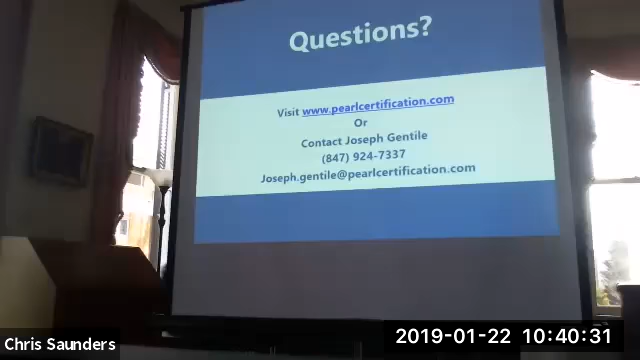 Questions?
Visit www.pearlcertification.com
Or
Contact Joseph Gentile
(847) 924-7337
Joseph.gentile@pearlcertification.com
Chris Saunders
2019-01-22 10:40:31